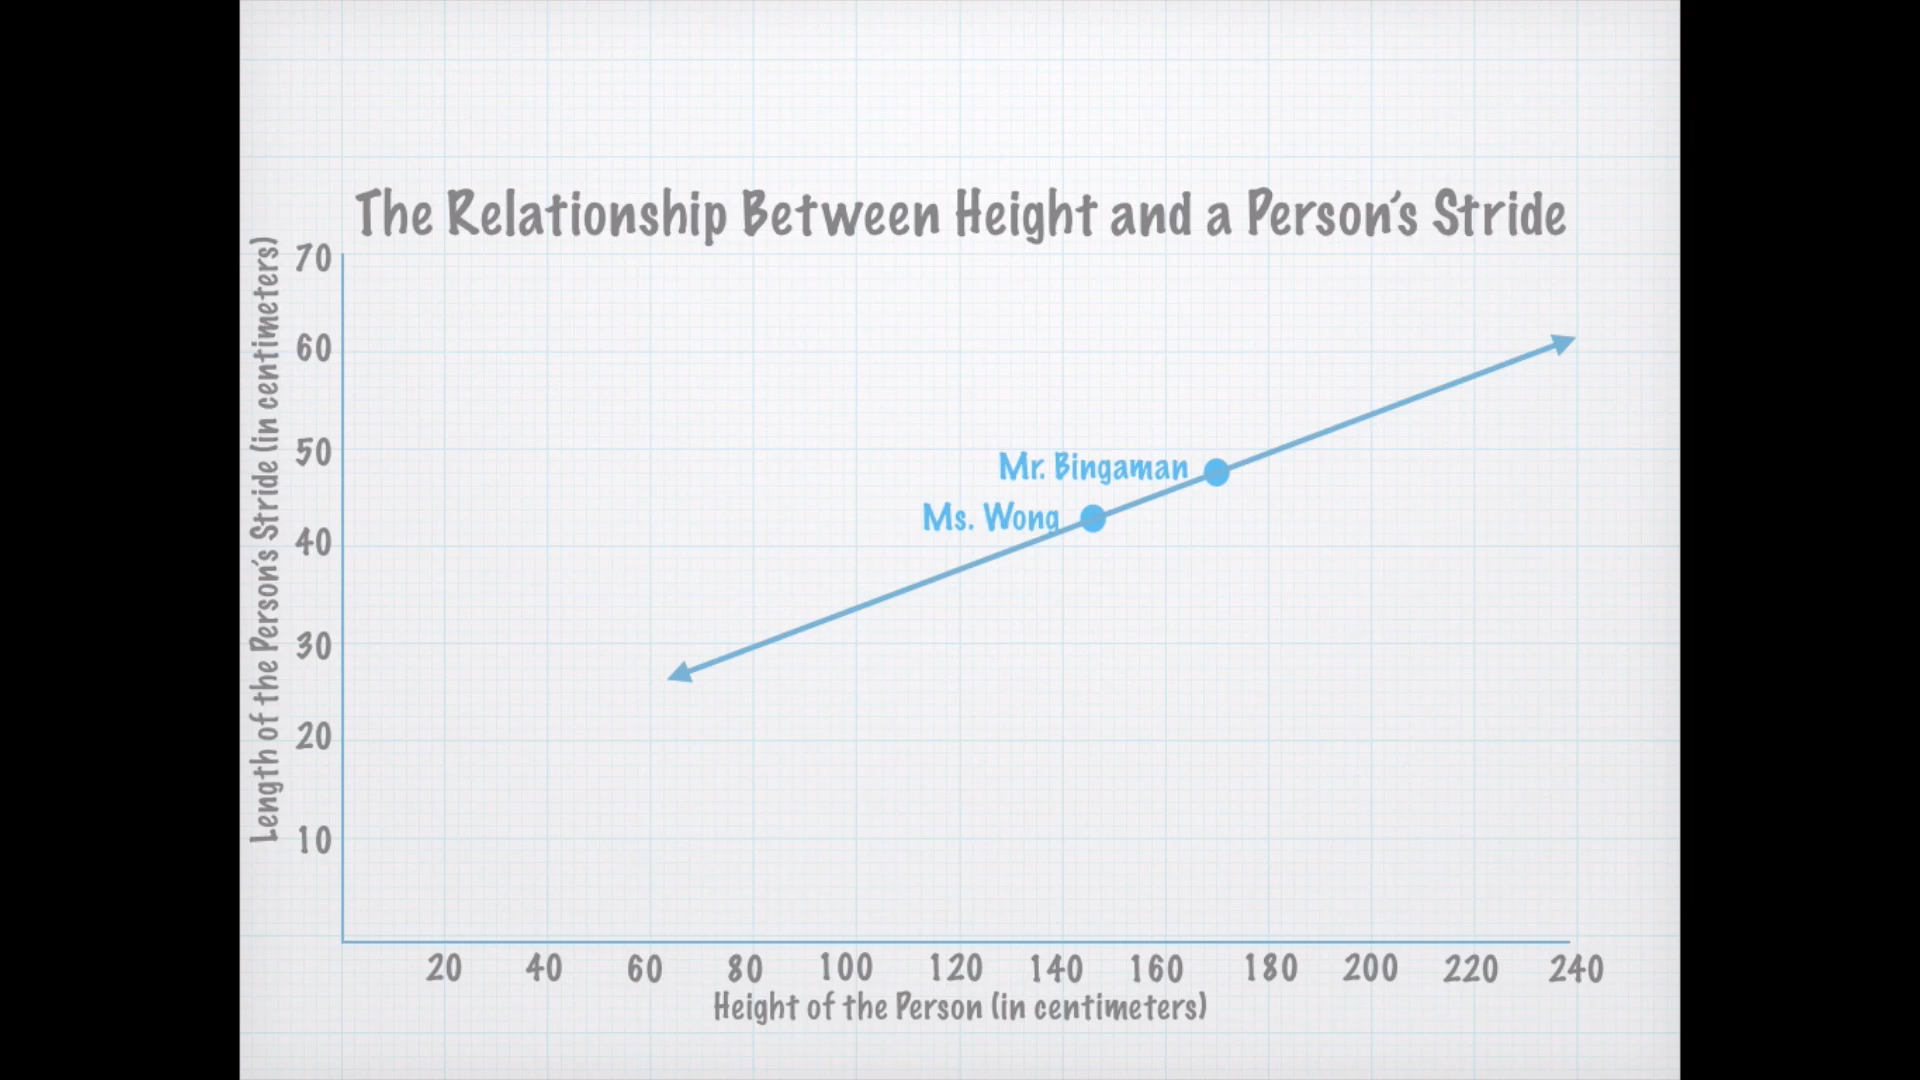 The Relationship Between Height and a Person's Stride
Length of the Person's Stride (in centimeters)
70
60
50
40
30
20
10
Mr. Bingaman
Ms. Wong
20 40 60 80 100 120 140 160 180 200 220 240
Height of the Person (in centimeters)